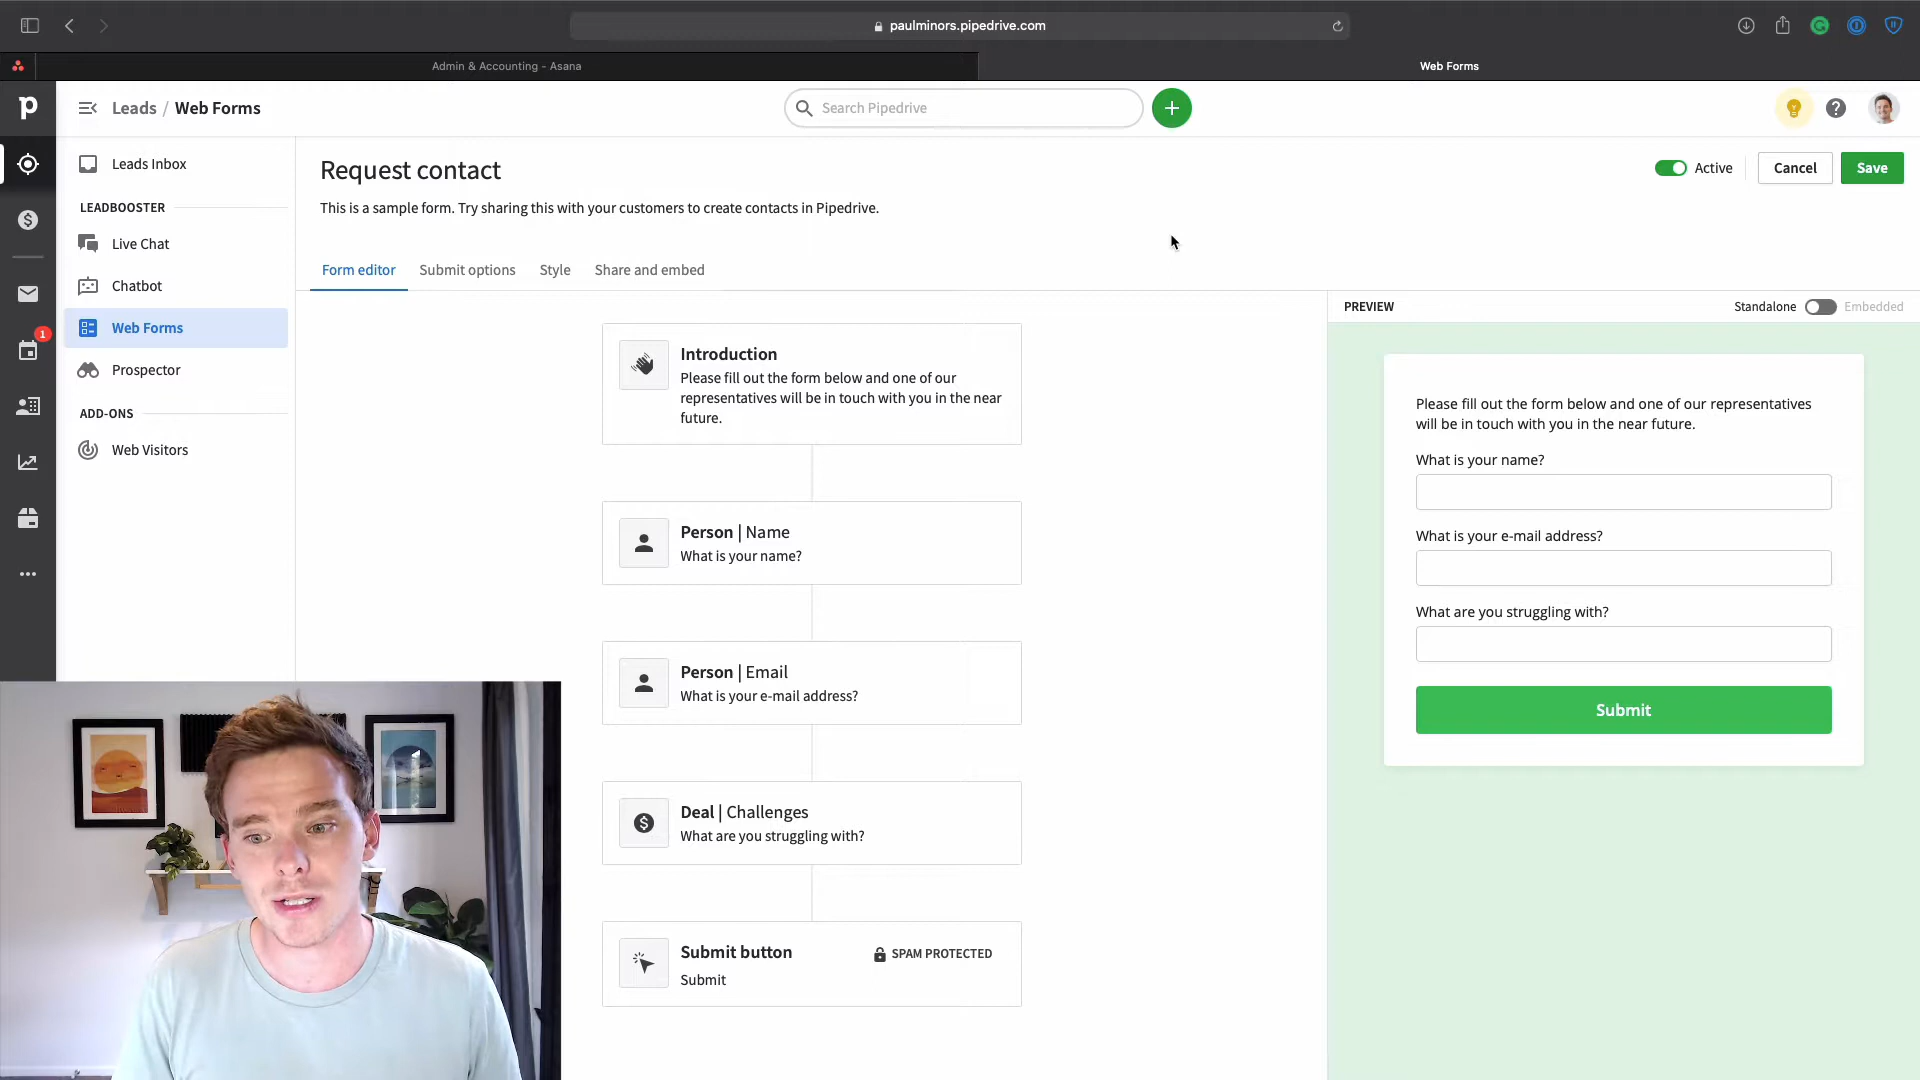 paulminors.pipedrive.com
Admin & Accounting - Asana
Web Forms
p
Leads / Web Forms
Search Pipedrive
Leads Inbox
LEADBOOSTER
Live Chat
Chatbot
Web Forms
Prospector
ADD-ONS
Web Visitors
1
Request contact
This is a sample form. Try sharing this with your customers to create contacts in Pipedrive.
Active
Cancel
Save
Form editor
Submit options
Style
Share and embed
Introduction
Please fill out the form below and one of our
representatives will be in touch with you in the near
future.
Person | Name
What is your name?
Person | Email
What is your e-mail address?
Deal | Challenges
What are you struggling with?
Submit button
SPAM PROTECTED
Submit
PREVIEW
Standalone
Embedded
Please fill out the form below and one of our representatives
will be in touch with you in the near future.
What is your name?
What is your e-mail address?
What are you struggling with?
Submit